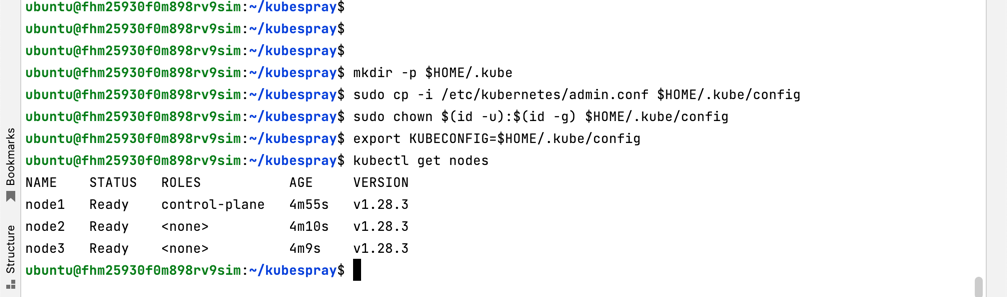 ubuntu@fhm25930f0m898rv9sim:~/kubespray$
ubuntu@fhm25930f0m898rv9sim:~/kubespray$
ubuntu@fhm25930f0m898rv9sim:~/kubespray$
ubuntu@fhm25930f0m898rv9sim:~/kubespray$ mkdir -p $HOME/.kube
ubuntu@fhm25930f0m898rv9sim:~/kubespray$ sudo cp -i /etc/kubernetes/admin.conf $HOME/.kube/config
ubuntu@fhm25930f0m898rv9sim:~/kubespray$ sudo chown $(id -u):$(id -g) $HOME/.kube/config
ubuntu@fhm25930f0m898rv9sim:~/kubespray$ export KUBECONFIG=$HOME/.kube/config
ubuntu@fhm25930f0m898rv9sim:~/kubespray$ kubectl get nodes
NAME    STATUS   ROLES           AGE     VERSION
node1   Ready    control-plane   4m55s   v1.28.3
node2   Ready    <none>          4m10s   v1.28.3
node3   Ready    <none>          4m9s    v1.28.3
ubuntu@fhm25930f0m898rv9sim:~/kubespray$
Bookmarks
Structure